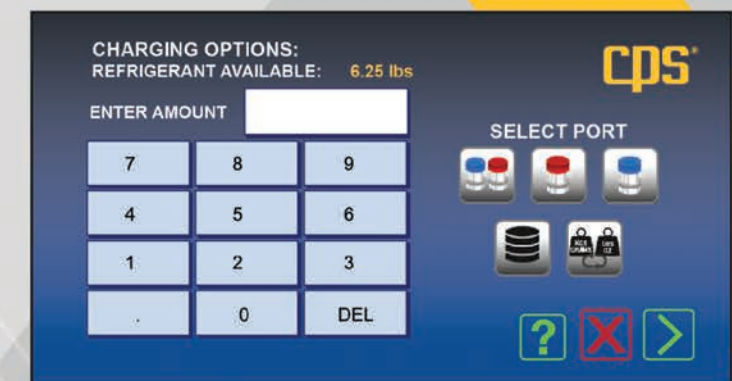 CHARGING OPTIONS:
REFRIGERANT AVAILABLE: 6.25 lbs
cps
ENTER AMOUNT
SELECT PORT
7 8 9
4 5 6
1 2 3
. 0 DEL
?